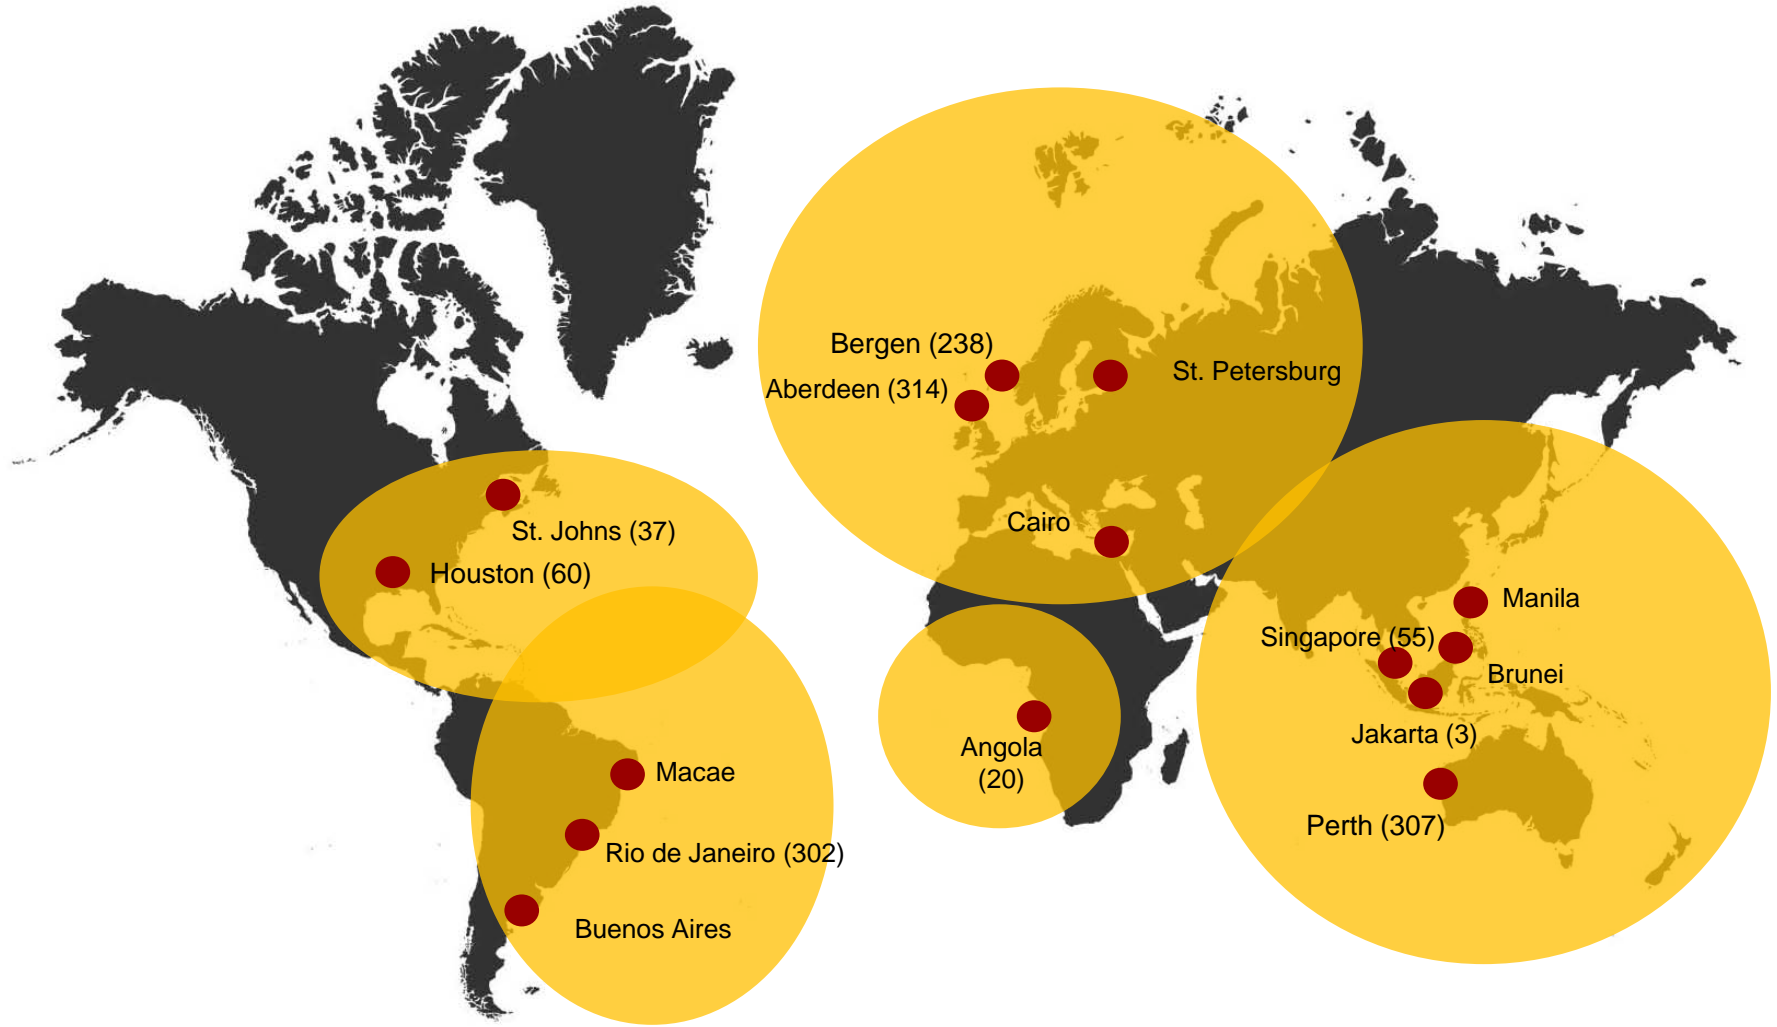 Bergen (238)
Aberdeen (314)
St. Petersburg
Cairo
St. Johns (37)
Houston (60)
Manila
Singapore (55)
Brunei
Jakarta (3)
Perth (307)
Angola
(20)
Macae
Rio de Janeiro (302)
Buenos Aires